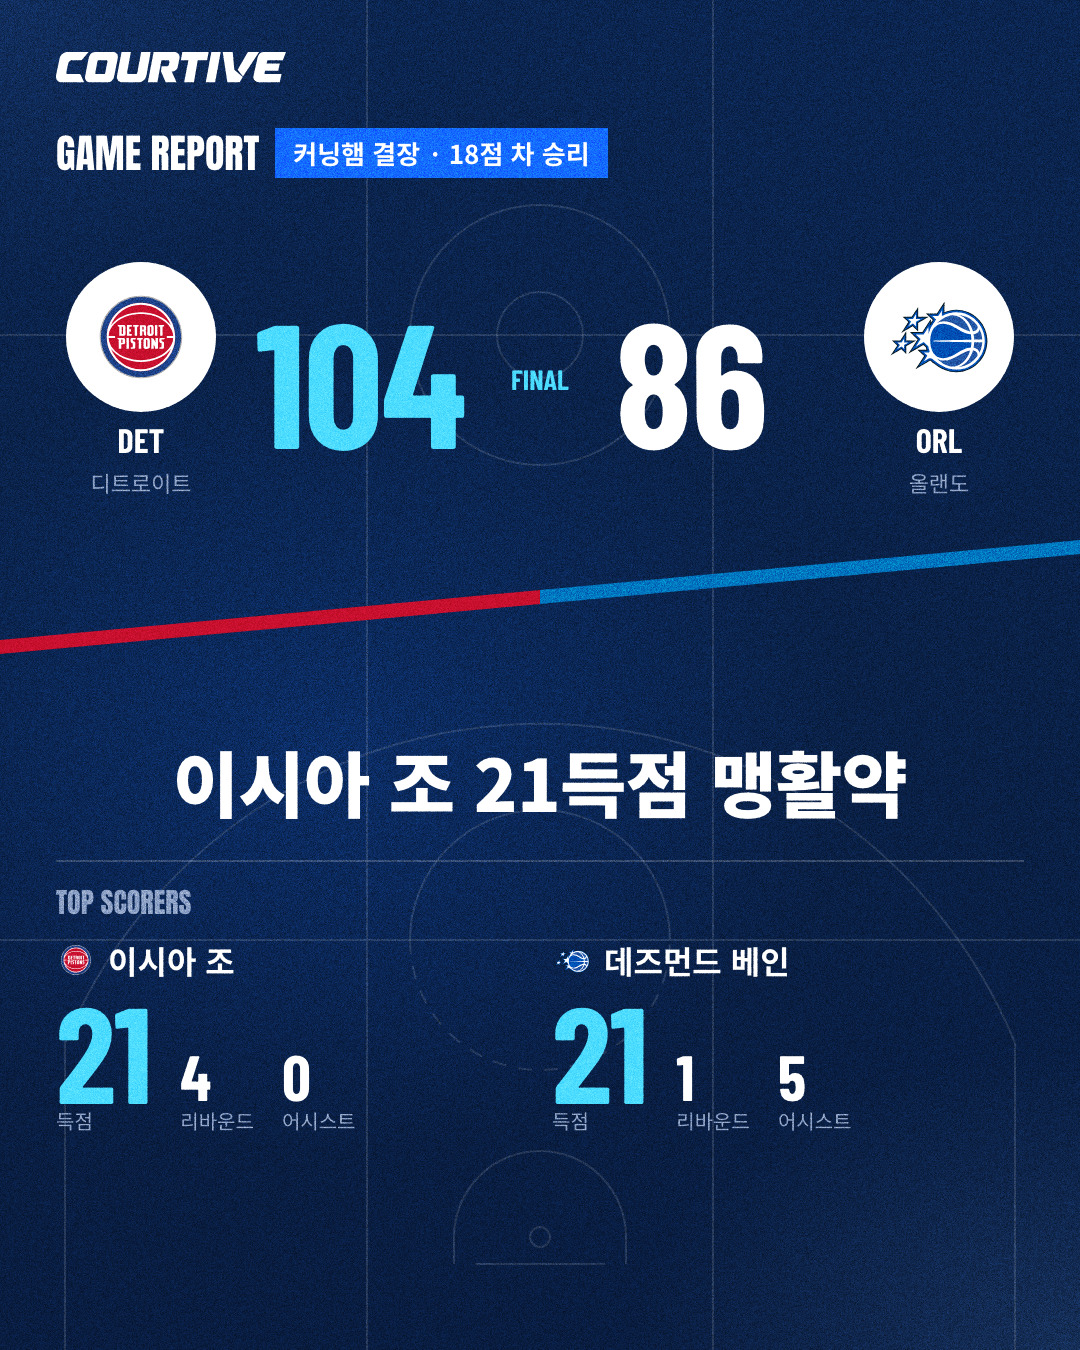 COURTIVE
GAME REPORT 커닝햄 결장 · 18점 차 승리
DETROIT
PISTONS
104 FINAL 86
DET ORL
디트로이트 올랜도
이시아 조 21득점 맹활약
TOP SCORERS
이시아 조 데즈먼드 베인
21 4 0 21 1 5
득점 리바운드 어시스트 득점 리바운드 어시스트